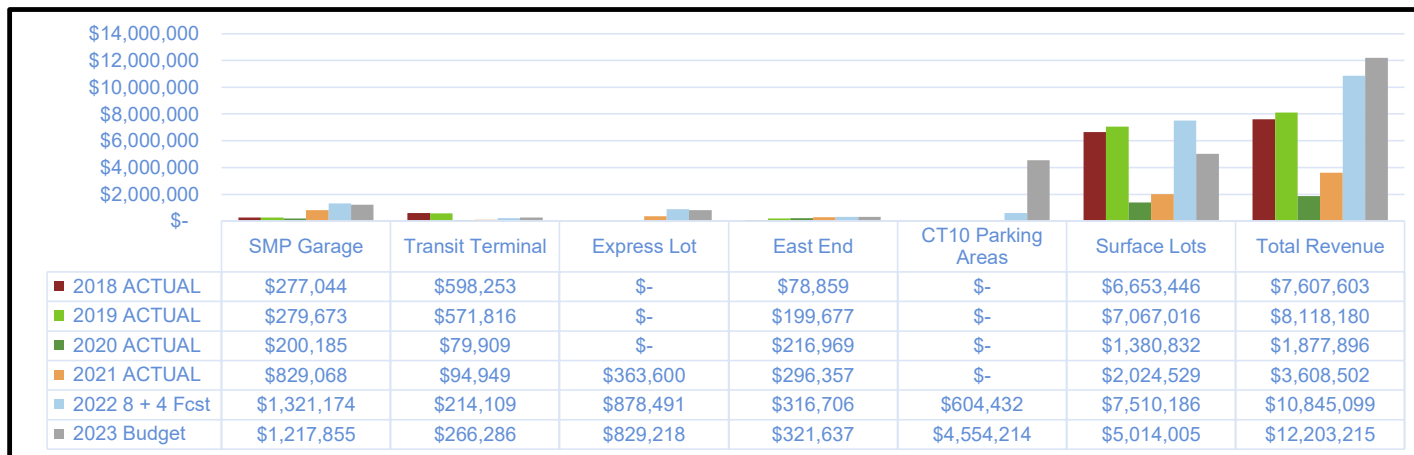 $14,000,000
$12,000,000
$10,000,000
$8,000,000
$6,000,000
$4,000,000
$2,000,000
$-
SMP Garage Transit Terminal Express Lot East End CT10 Parking Areas Surface Lots Total Revenue
2018 ACTUAL $277,044 $598,253 $- $78,859 $- $6,653,446 $7,607,603
2019 ACTUAL $279,673 $571,816 $- $199,677 $- $7,067,016 $8,118,180
2020 ACTUAL $200,185 $79,909 $- $216,969 $- $1,380,832 $1,877,896
2021 ACTUAL $829,068 $94,949 $363,600 $296,357 $- $2,024,529 $3,608,502
2022 8 + 4 Fcst $1,321,174 $214,109 $878,491 $316,706 $604,432 $7,510,186 $10,845,099
2023 Budget $1,217,855 $266,286 $829,218 $321,637 $4,554,214 $5,014,005 $12,203,215